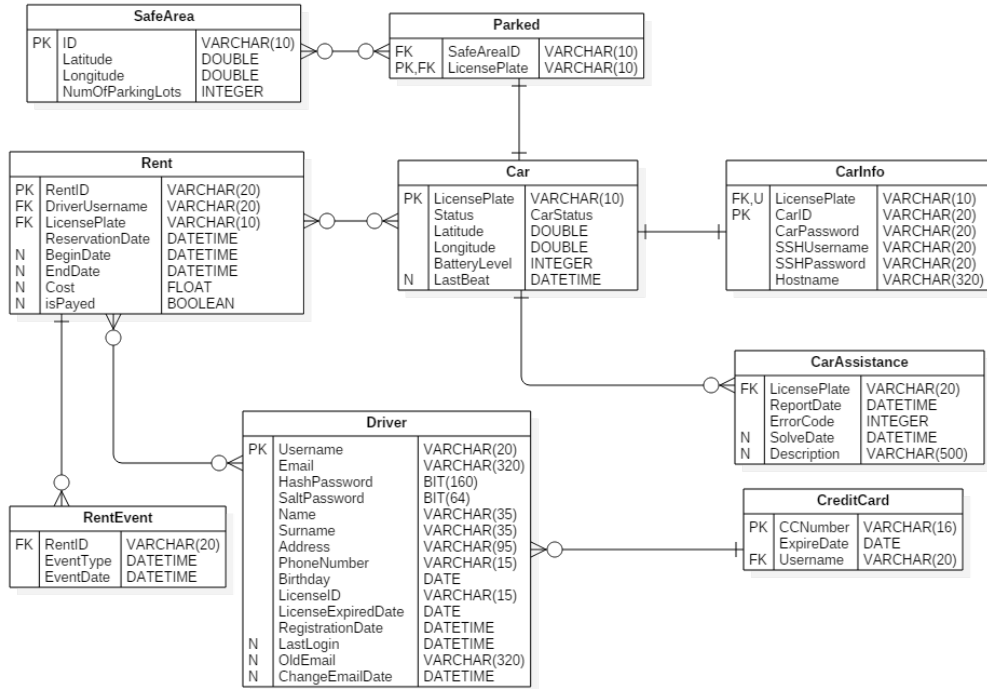 SafeArea
PK ID VARCHAR(10)
Latitude DOUBLE
Longitude DOUBLE
NumOfParkingLots INTEGER
Parked
FK SafeAreaID VARCHAR(10)
PK,FK LicensePlate VARCHAR(10)
Rent
PK RentID VARCHAR(20)
FK DriverUsername VARCHAR(20)
FK LicensePlate VARCHAR(10)
ReservationDate DATETIME
N BeginDate DATETIME
N EndDate DATETIME
N Cost FLOAT
N isPayed BOOLEAN
Car
PK LicensePlate VARCHAR(10)
Status CarStatus
Latitude DOUBLE
Longitude DOUBLE
BatteryLevel INTEGER
N LastBeat DATETIME
CarInfo
FK,U LicensePlate VARCHAR(10)
PK CarID VARCHAR(20)
CarPassword VARCHAR(20)
SSHUsername VARCHAR(20)
SSHPassword VARCHAR(20)
Hostname VARCHAR(320)
CarAssistance
FK LicensePlate VARCHAR(20)
ReportDate DATETIME
ErrorCode INTEGER
N SolveDate DATETIME
N Description VARCHAR(500)
Driver
PK Username VARCHAR(20)
Email VARCHAR(320)
HashPassword BIT(160)
SaltPassword BIT(64)
Name VARCHAR(35)
Surname VARCHAR(35)
Address VARCHAR(95)
PhoneNumber VARCHAR(15)
Birthday DATE
LicenseID VARCHAR(15)
LicenseExpiredDate DATE
RegistrationDate DATETIME
N LastLogin DATETIME
N OldEmail VARCHAR(320)
N ChangeEmailDate DATETIME
RentEvent
FK RentID VARCHAR(20)
EventType DATETIME
EventDate DATETIME
CreditCard
PK CCNumber VARCHAR(16)
ExpireDate DATE
FK Username VARCHAR(20)